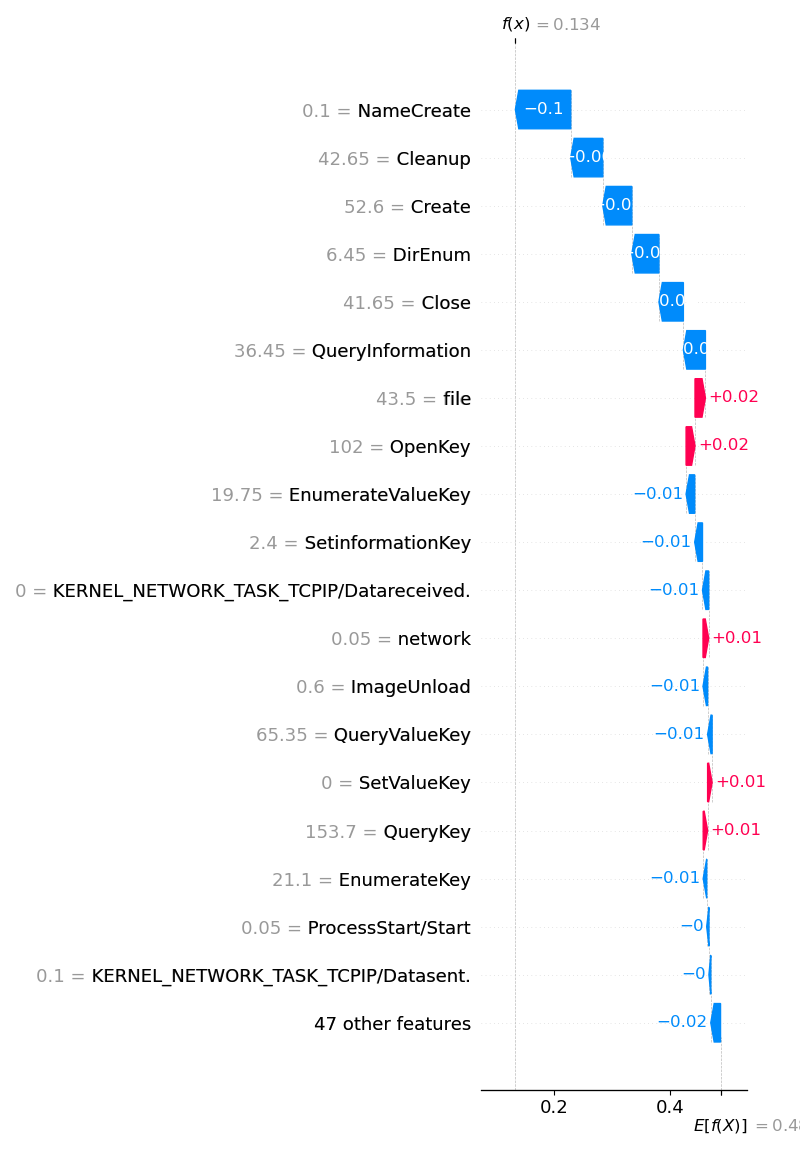 f(x) = 0.134
0.1 = NameCreate −0.1
42.65 = Cleanup
52.6 = Create
6.45 = DirEnum
41.65 = Close
36.45 = QueryInformation
43.5 = file +0.02
102 = OpenKey +0.02
19.75 = EnumerateValueKey −0.01
2.4 = SetinformationKey −0.01
0 = KERNEL_NETWORK_TASK_TCPIP/Datareceived. −0.01
0.05 = network +0.01
0.6 = ImageUnload −0.01
65.35 = QueryValueKey −0.01
0 = SetValueKey +0.01
153.7 = QueryKey +0.01
21.1 = EnumerateKey −0.01
0.05 = ProcessStart/Start −0
0.1 = KERNEL_NETWORK_TASK_TCPIP/Datasent. −0
47 other features −0.02
0.2 0.4
E[f(X)] =